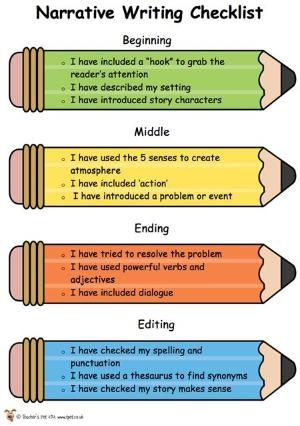 Narrative Writing Checklist
Beginning
o I have included a "hook" to grab the
reader's attention
o I have described my setting
o I have introduced story characters
Middle
o I have used the 5 senses to create
atmosphere
o I have included 'action'
o I have introduced a problem or event
Ending
o I have tried to resolve the problem
o I have used powerful verbs and
adjectives
o I have included dialogue
Editing
o I have checked my spelling and
punctuation
o I used a thesaurus to find synonyms
o I have checked my story makes sense
© Teacher's Pet www.tpet.co.uk